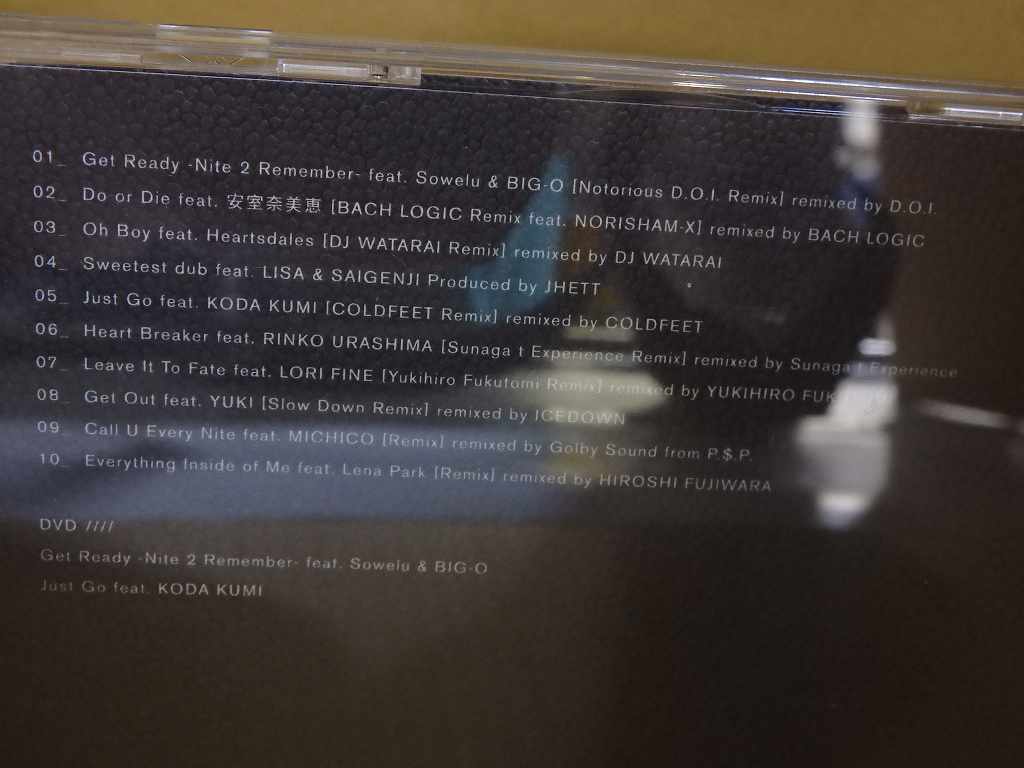 01_ Get Ready -Nite 2 Remember- feat. Sowelu & BIG-O [Notorious D.O.I. Remix] remixed by D.O.I.
02_ Do or Die feat. 安室奈美恵 [BACH LOGIC Remix feat. NORISHAM-X] remixed by BACH LOGIC
03_ Oh Boy feat. Heartsdales [DJ WATARAI Remix] remixed by DJ WATARAI
04_ Sweetest dub feat. LISA & SAIGENJI Produced by JHETT
05_ Just Go feat. KODA KUMI [COLDFEET Remix] remixed by COLDFEET
06_ Heart Breaker feat. RINKO URASHIMA [Sunaga t Experience Remix] remixed by Sunaga t Experience
07_ Leave It To Fate feat. LORI FINE [Yukihiro Fukutomi Remix] remixed by YUKIHIRO
08_ Get Out feat. YUKI [Slow Down Remix] remixed by ICEDOWN
09_ Call U Every Nite feat. MICHICO [Remix] remixed by Golby Sound from P.$.P.
10_ Everything Inside of Me feat. Lena Park [Remix] remixed by HIROSHI FUJIWARA
DVD ////
Get Ready -Nite 2 Remember- feat. Sowelu & BIG-O
Just Go feat. KODA KUMI